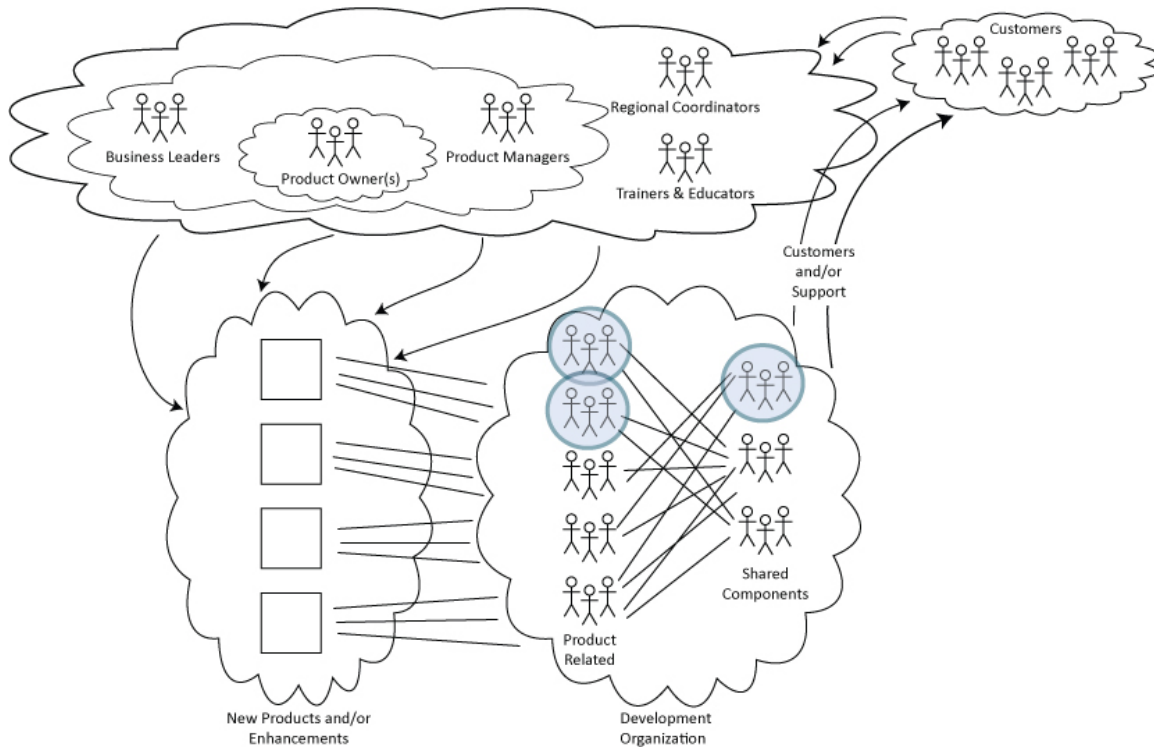 Customers
Regional Coordinators
Business Leaders
Product Managers
Product Owner(s)
Trainers & Educators
Customers
and/or
Support
Shared
Components
Product
Related
New Products and/or
Enhancements
Development
Organization